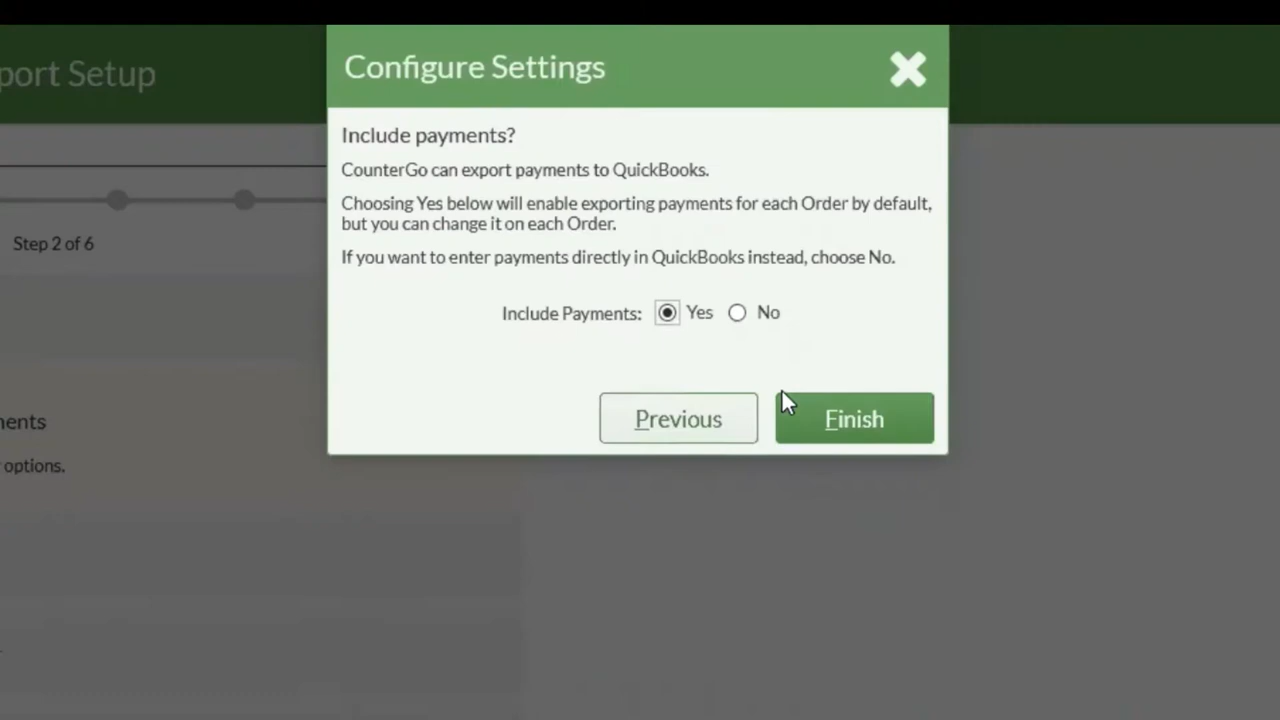 port Setup
Configure Settings
Include payments?
CounterGo can export payments to QuickBooks.
Choosing Yes below will enable exporting payments for each Order by default,
but you can change it on each Order.
Step 2 of 6
If you want to enter payments directly in QuickBooks instead, choose No.
Include Payments: Yes No
Previous Finish
ments
options.